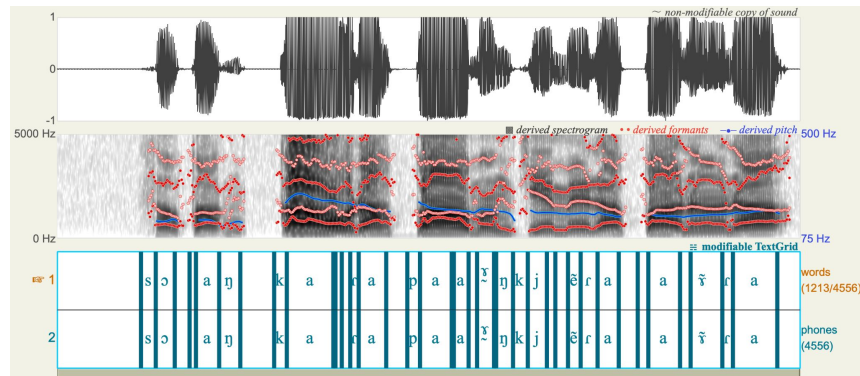 1
~ non-modifiable copy of sound
0
-1
5000 Hz
derived spectrogram
derived formants
derived pitch
500 Hz
0 Hz
75 Hz
modifiable TextGrid
1
s ɔ a ŋ k a ɾ a p a a ɤ̰ ŋ k j ẽ ɾ a a ɤ̃ ɾ a
words
(1213/4556)
2
s ɔ a ŋ k a ɾ a p a a ɤ̰ ŋ k j ẽ ɾ a a ɤ̃ ɾ a
phones
(4556)